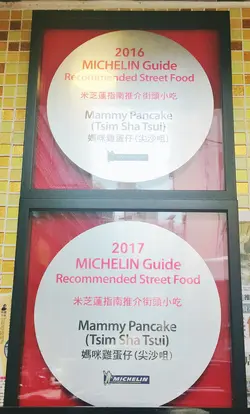 2016
MICHELIN Guide
Recommended Street Food
米芝蓮指南推介街頭小吃
Mammy Pancake
(Tsim Sha Tsui)
媽咪雞蛋仔(尖沙咀)
2017
MICHELIN Guide
Recommended Street Food
米芝蓮指南推介街頭小吃
Mammy Pancake
(Tsim Sha Tsui)
媽咪雞蛋仔(尖沙咀)
MICHELIN